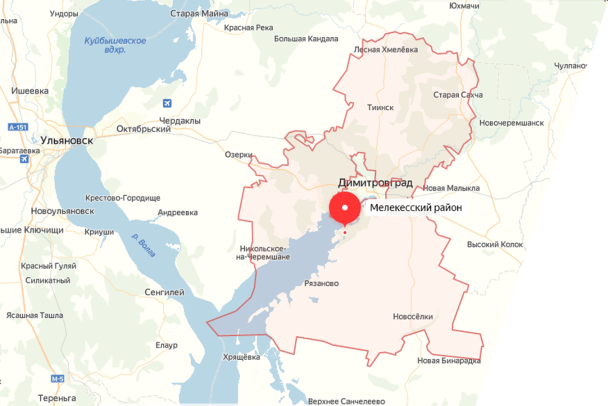 Ундоры
Старая Майна
Юхмачи
Красная Река
Куйбышевское
вдхр.
Большая Кандала
Лесная Хмелёвка
Чулпаново
Ишеевка
Старая Сахча
Тиинск
А-151
Чердаклы
Октябрьский
Новочеремшанск
Ульяновск
Баратаевка
Озерки
Димитровград
Новая Малыкла
Крестово-Городище
Мелекесский район
Новоульяновск
Андреевка
Криуши
р. Волга
Большие Ключищи
Высокий Колок
Никольское-
на-Черемшане
Красный Гуляй
Силикатный
Рязаново
Сенгилей
Ясашная Ташла
Новосёлки
Елаур
Хрящёвка
Новая Бинарадка
М-5
Тереньга
Верхнее Санчелеево